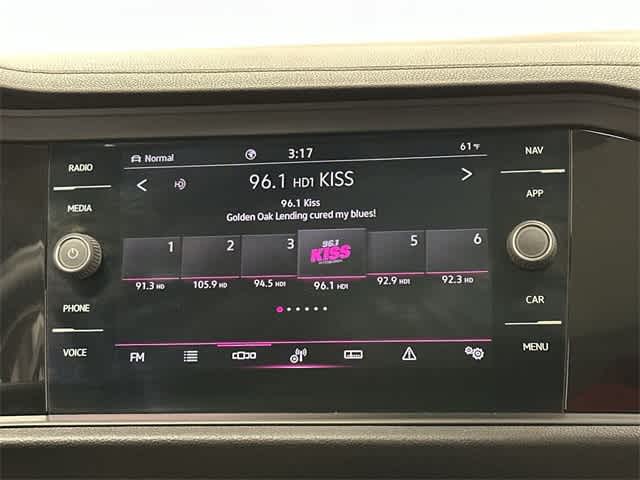 RADIO
MEDIA
PHONE
VOICE
Normal
3:17
61 °F
96.1 HD1 KISS
96.1 Kiss
Golden Oak Lending cured my blues!
1 2 3 5 6
96.1
KISS
91.3 HD 105.9 HD 94.5 HD1 96.1 HD1 92.9 HD1 92.3 HD
FM
NAV
APP
CAR
MENU